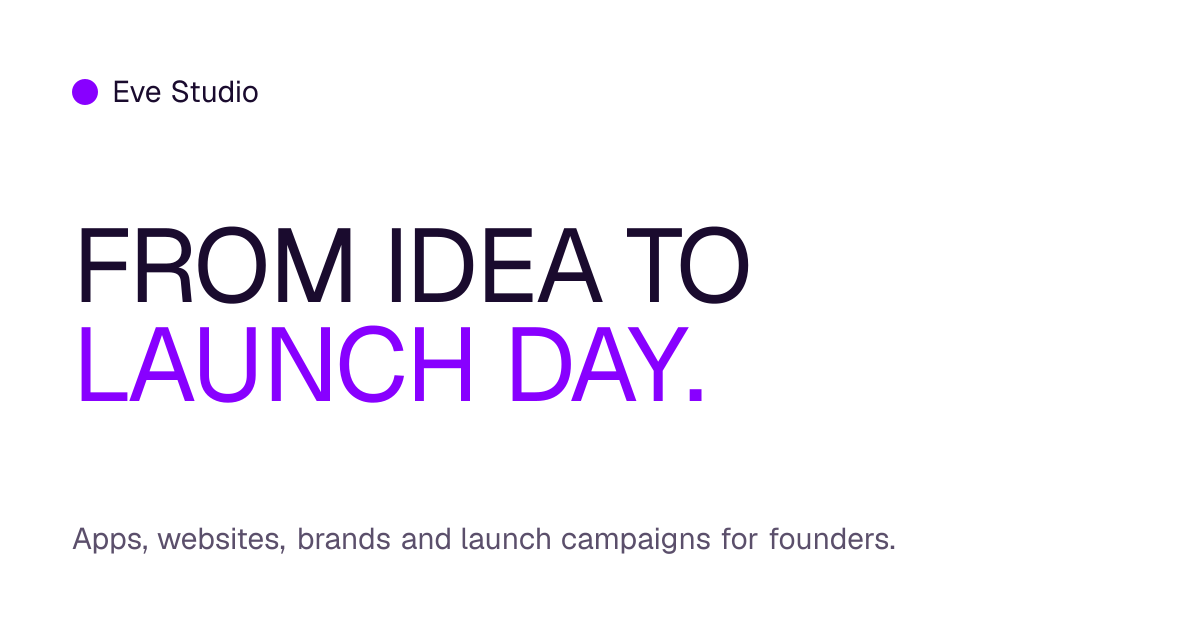 Eve Studio
FROM IDEA TO
LAUNCH DAY.
Apps, websites, brands and launch campaigns for founders.